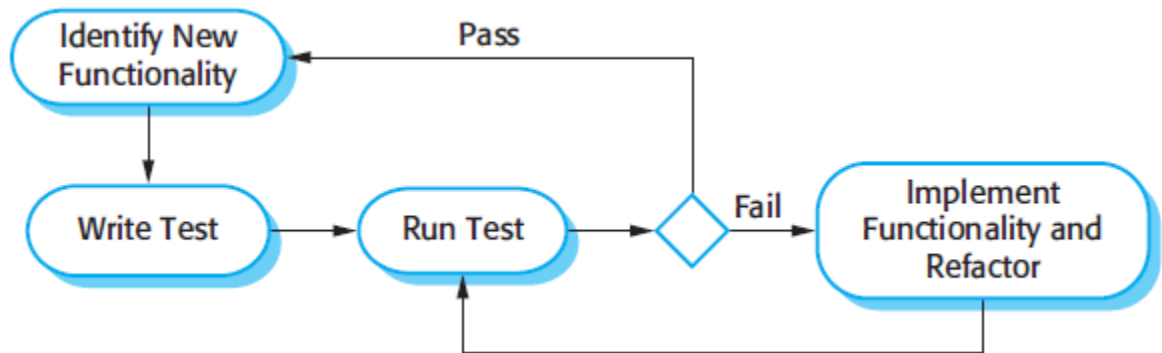 Identify New
Functionality
Pass
Write Test
Run Test
Fail
Implement
Functionality and
Refactor